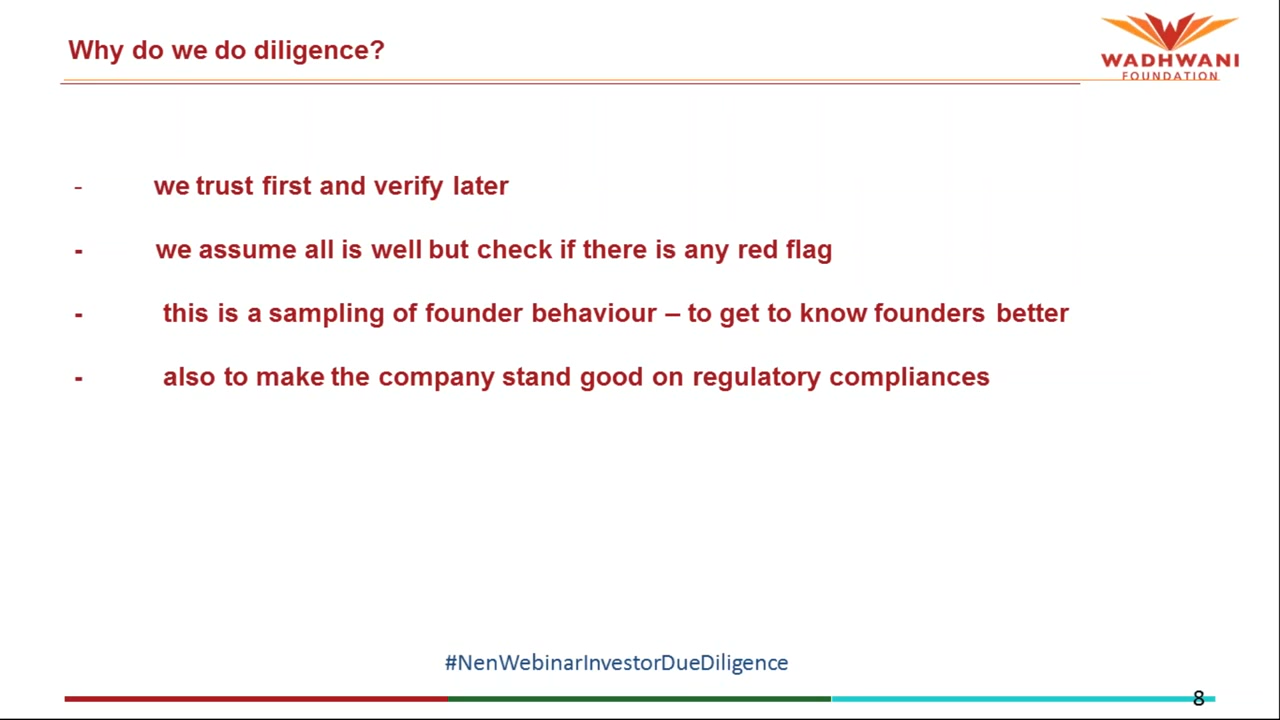 Why do we do diligence?
WADHWANI
FOUNDATION
- we trust first and verify later
- we assume all is well but check if there is any red flag
- this is a sampling of founder behaviour – to get to know founders better
- also to make the company stand good on regulatory compliances
#NenWebinarInvestorDueDiligence
8